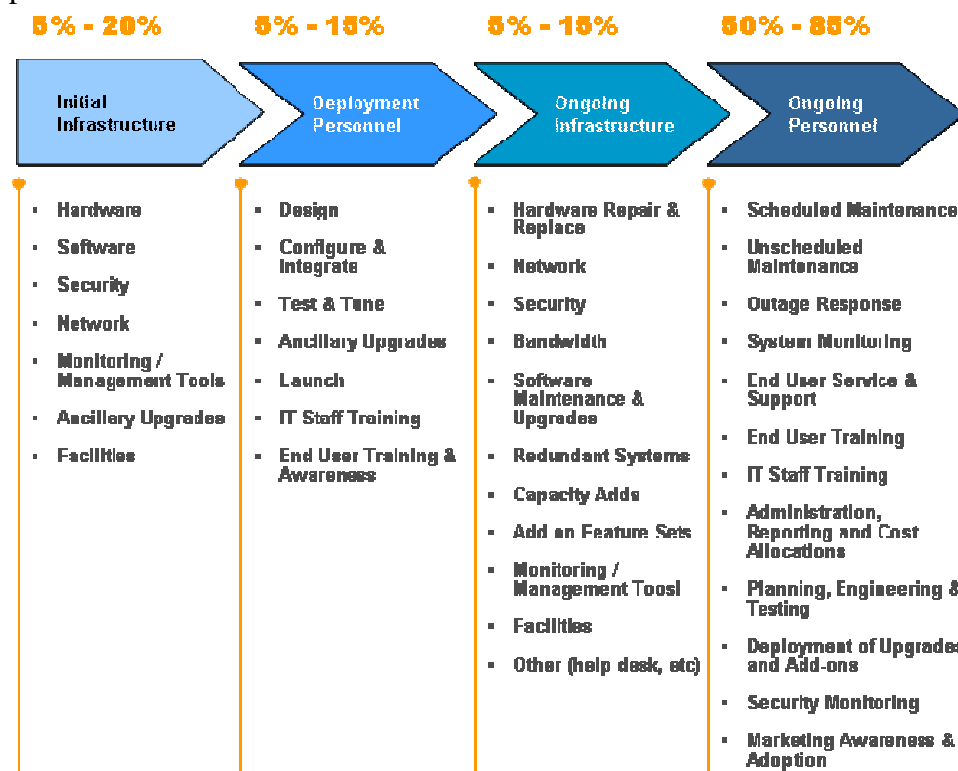 5% - 20%
5% - 15%
5% - 15%
50% - 85%
Initial
Infrastructure
Deployment
Personnel
Ongoing
Infrastructure
Ongoing
Personnel
▪ Hardware
▪ Software
▪ Security
▪ Network
▪ Monitoring /
Management Tools
▪ Ancillary Upgrades
▪ Facilities
▪ Design
▪ Configure &
Integrate
▪ Test & Tune
▪ Ancillary Upgrades
▪ Launch
▪ IT Staff Training
▪ End User Training &
Awareness
▪ Hardware Repair &
Replace
▪ Network
▪ Security
▪ Bandwidth
▪ Software
Maintenance &
Upgrades
▪ Redundant Systems
▪ Capacity Adds
▪ Add on Feature Sets
▪ Monitoring /
Management Toosl
▪ Facilities
▪ Other (help desk, etc)
▪ Scheduled Maintenance
▪ Unscheduled
Maintenance
▪ Outage Response
▪ System Monitoring
▪ End User Service &
Support
▪ End User Training
▪ IT Staff Training
▪ Administration,
Reporting and Cost
Allocations
▪ Planning, Engineering &
Testing
▪ Deployment of Upgrades
and Add-ons
▪ Security Monitoring
▪ Marketing Awareness &
Adoption